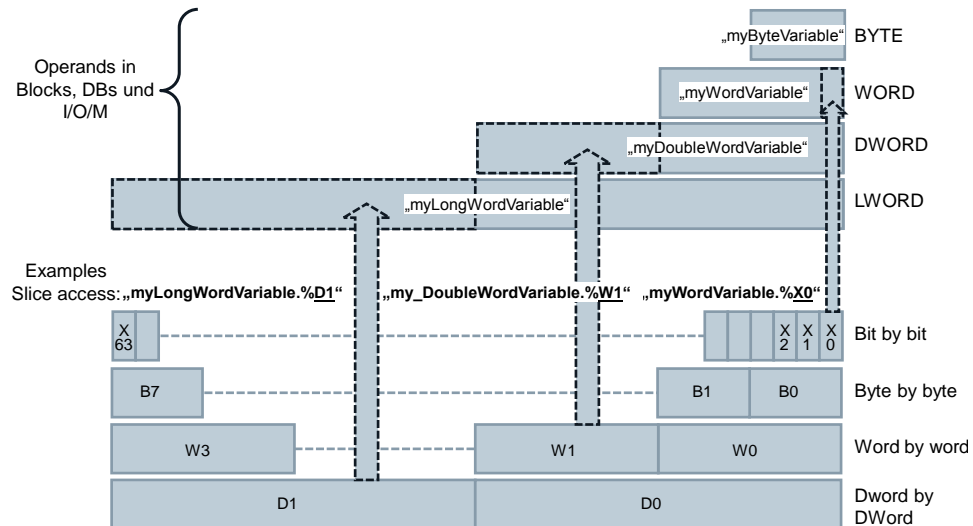 „myByteVariable“ BYTE
Operands in
Blocks, DBs und
I/O/M
„myWordVariable“ WORD
„myDoubleWordVariable“ DWORD
„myLongWordVariable“ LWORD
Examples
Slice access: „myLongWordVariable.%D1“ „my_DoubleWordVariable.%W1“ „myWordVariable.%X0“
X
63
X
2
X
1
X
0
Bit by bit
B7 B1 B0 Byte by byte
W3 W1 W0 Word by word
D1 D0 Dword by
DWord